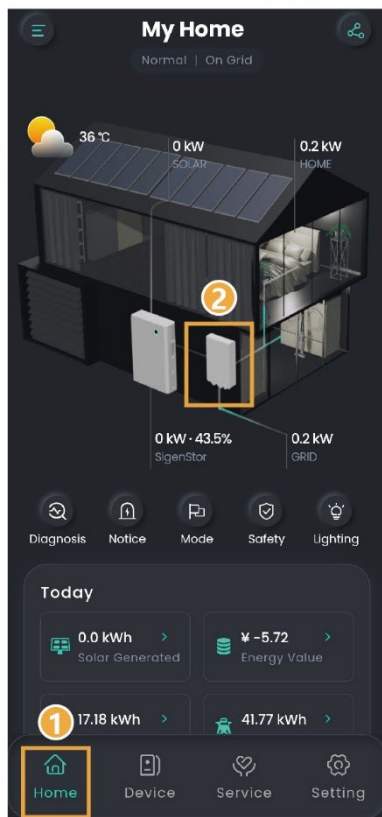 My Home
Normal | On Grid
36 ℃
0 kW
SOLAR
0.2 kW
HOME
2
0 kW · 43.5%
SigenStor
0.2 kW
GRID
Diagnosis
Notice
Mode
Safety
Lighting
Today
0.0 kWh >
Solar Generated
¥ -5.72 >
Energy Value
1
17.18 kWh >
41.77 kWh >
Home
Device
Service
Setting